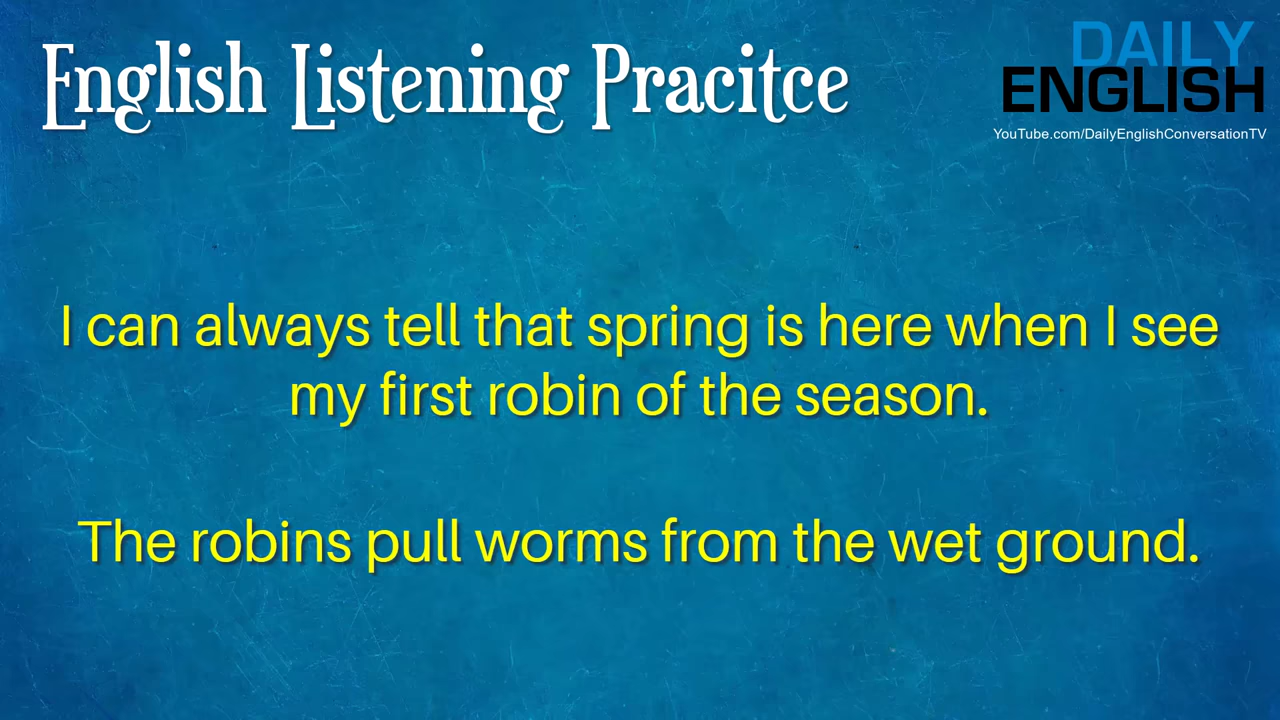 English Listening Pracitce
DAILY
ENGLISH
YouTube.com/DailyEnglishConversationTV
I can always tell that spring is here when I see
my first robin of the season.
The robins pull worms from the wet ground.